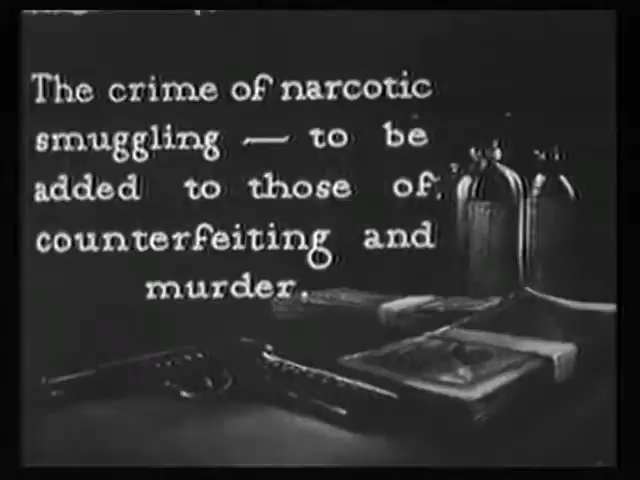 The crime of narcotic
smuggling — to be
added to those of
counterfeiting and
murder.